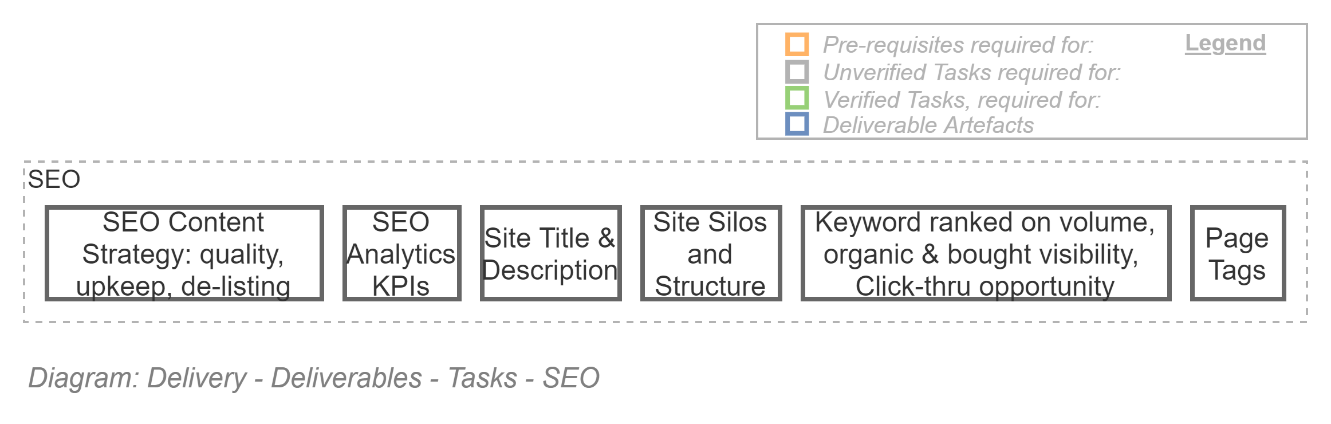 Legend
Pre-requisites required for:
Unverified Tasks required for:
Verified Tasks, required for:
Deliverable Artefacts
SEO
SEO Content
Strategy: quality,
upkeep, de-listing
SEO
Analytics
KPIs
Site Title &
Description
Site Silos
and
Structure
Keyword ranked on volume,
organic & bought visibility,
Click-thru opportunity
Page
Tags
Diagram: Delivery - Deliverables - Tasks - SEO